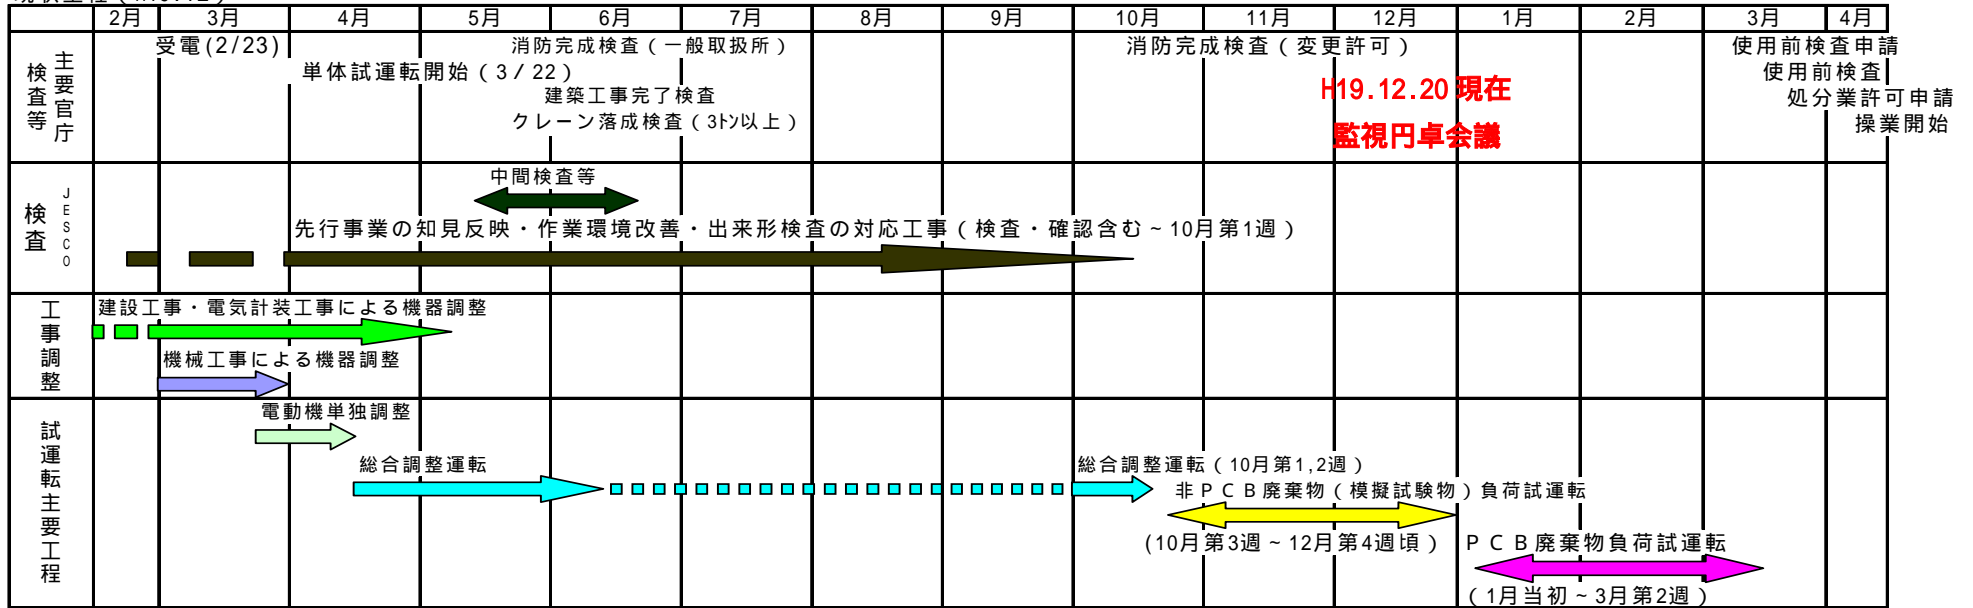 2月 3月 4月 5月 6月 7月 8月 9月 10月 11月 12月 1月 2月 3月 4月
主要官庁
検査等
受電(2/23)
消防完成検査（一般取扱所）
消防完成検査（変更許可）
使用前検査申請
単体試運転開始（3/22）
使用前検査
建築工事完了検査
H19.12.20 現在
処分業許可申請
クレーン落成検査（3トン以上）
監視円卓会議
操業開始
JESCO
検査
中間検査等
先行事業の知見反映・作業環境改善・出来形検査の対応工事（検査・確認含む～10月第1週）
工事調整
建設工事・電気計装工事による機器調整
機械工事による機器調整
試運転主要工程
電動機単独調整
総合調整運転
総合調整運転（10月第1,2週）
非ＰＣＢ廃棄物（模擬試験物）負荷試運転
(10月第3週～12月第4週頃）
ＰＣＢ廃棄物負荷試運転
（1月当初～3月第2週）